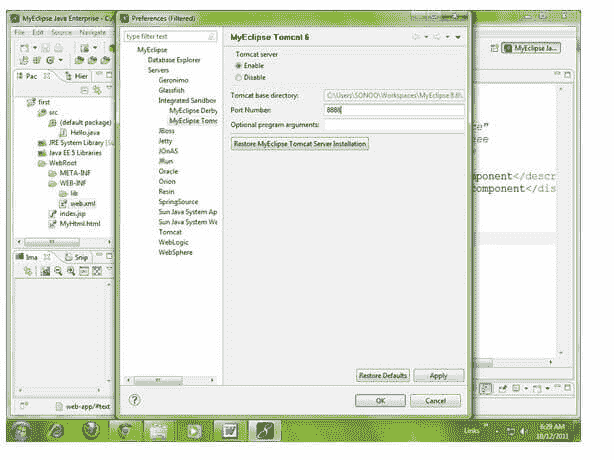 MyEclipse Java Enterprise - Cy
File Edit Source Navigate
Preferences (Filtered)
MyEclipse Ja...
type filter text
MyEclipse Tomcat 6
MyEclipse
Database Explorer
Servers
Geronimo
Glassfish
Integrated Sandbox
MyEclipse Derby
MyEclipse Tomc
JBoss
Jetty
JOnAS
JRun
Oracle
Orion
Resin
SpringSource
Sun Java System Ap
Sun Java System We
Tomcat
WebLogic
WebSphere
Tomcat server
Enable
Disable
Tomcat base directory:
C:\Users\SONOO\Workspaces\MyEclipse 8.6\
Port Number:
8888
Optional program arguments:
Restore MyEclipse Tomcat Server Installation
Restore Defaults
Apply
OK
Cancel
Pac
Hier
first
src
(default package)
Hello.java
JRE System Library
Java EE 5 Libraries
WebRoot
META-INF
WEB-INF
lib
web.xml
index.jsp
MyHtml.html
Ima
Snip
ponent</descr
omponent</dis
web-app/#text
Links
6:29 AM
10/12/2011